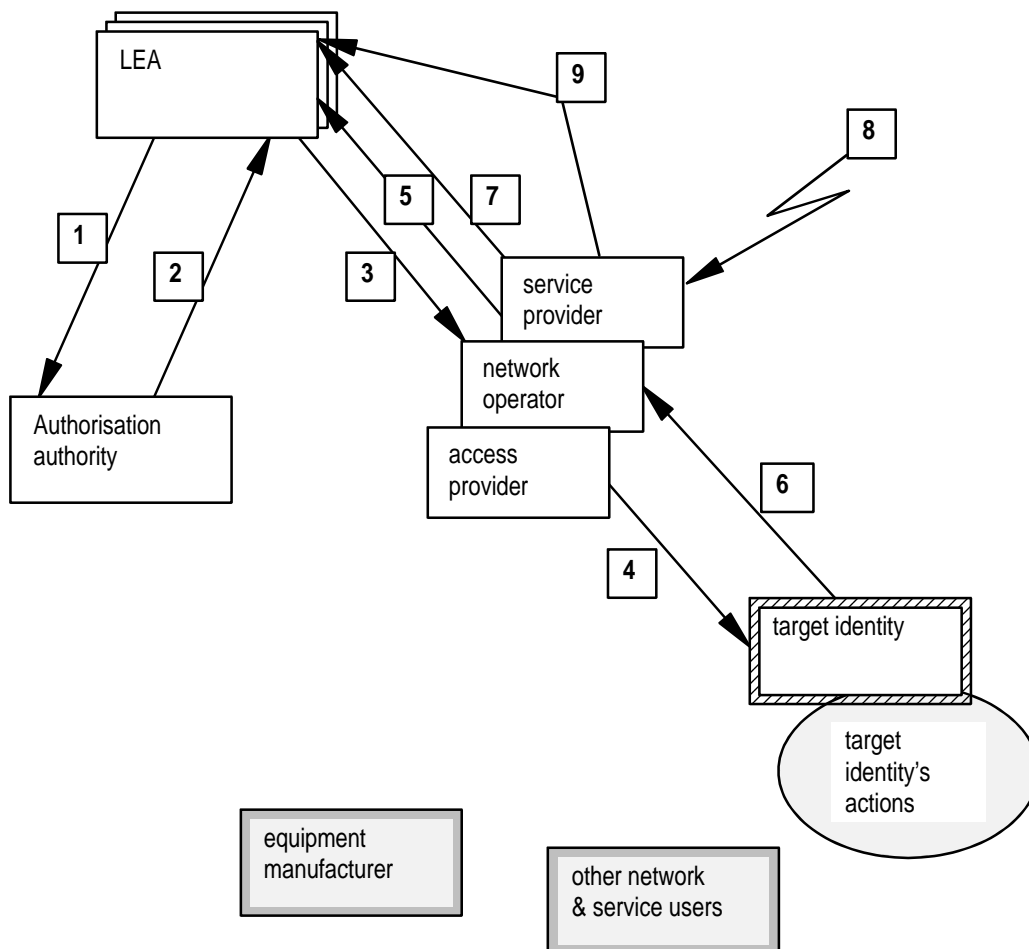 LEA
9
8
5
7
1
2
3
service
provider
network
operator
Authorisation
authority
access
provider
6
4
target identity
target
identity’s
actions
equipment
manufacturer
other network
& service users